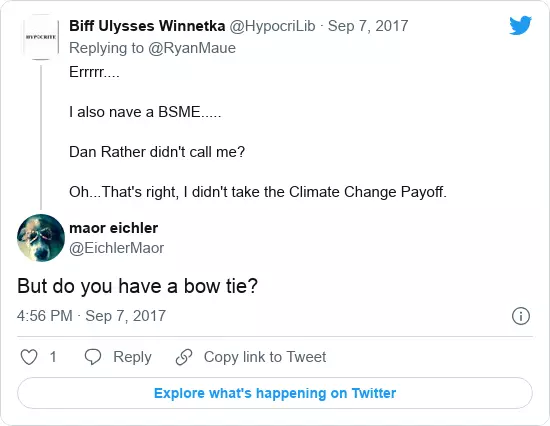 HYPOCRITE
Biff Ulysses Winnetka @HypocriLib · Sep 7, 2017
Replying to @RyanMaue
Errrrr....
I also nave a BSME.....
Dan Rather didn't call me?
Oh...That's right, I didn't take the Climate Change Payoff.
maor eichler
@EichlerMaor
But do you have a bow tie?
4:56 PM · Sep 7, 2017
1 Reply Copy link to Tweet
Explore what's happening on Twitter